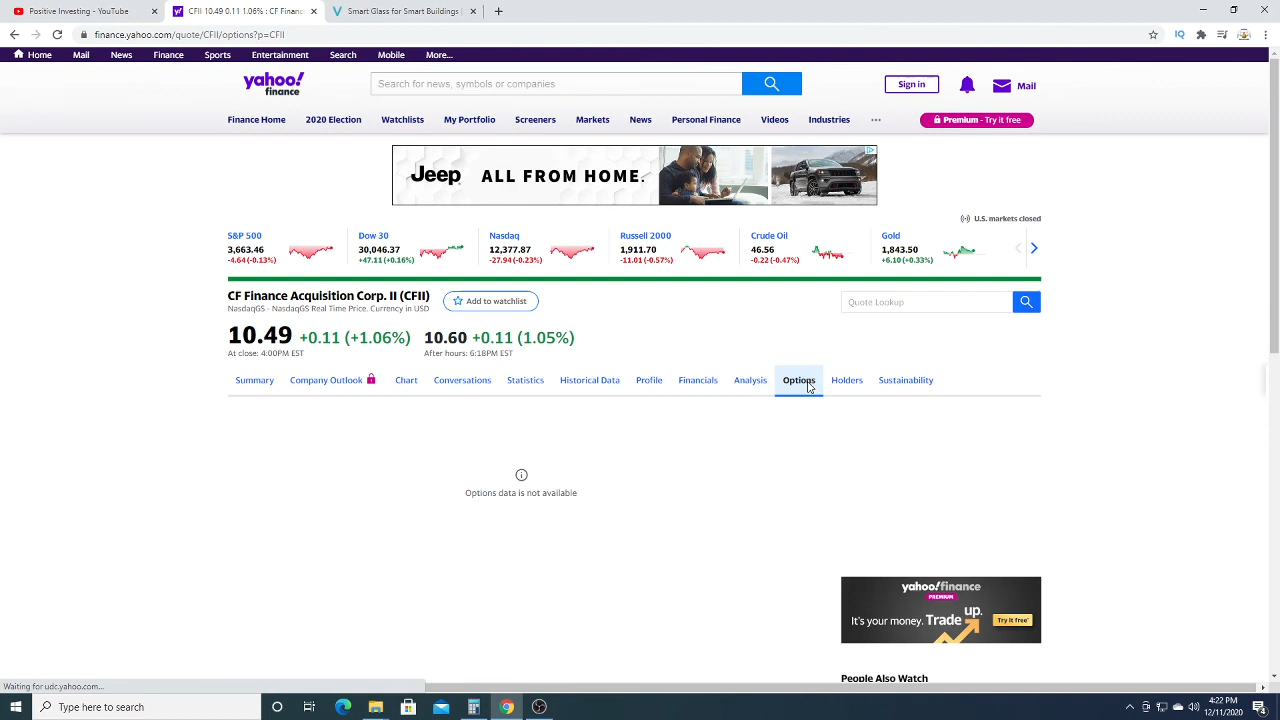 Positive Investing - YouTube
CFII 10.49 0.11 1.06% : CF Finan
Smart Glass for Windows
finance.yahoo.com/quote/CFII/options?p=CFII
Home Mail News Finance Sports Entertainment Search Mobile More...
yahoo!
finance
Search for news, symbols or companies
Sign in
Mail
Finance Home 2020 Election Watchlists My Portfolio Screeners Markets News Personal Finance Videos Industries ...
Premium - Try it free
Jeep ALL FROM HOME.
U.S. markets closed
S&P 500 Dow 30 Nasdaq Russell 2000 Crude Oil Gold
3,663.46 30,046.37 12,377.87 1,911.70 46.56 1,843.50
-4.64 (-0.13%) +47.11 (+0.16%) -27.94 (-0.23%) -11.01 (-0.57%) -0.22 (-0.47%) +6.10 (+0.33%)
CF Finance Acquisition Corp. II (CFII)
Add to watchlist
Quote Lookup
NasdaqGS - NasdaqGS Real Time Price. Currency in USD
10.49 +0.11 (+1.06%) 10.60 +0.11 (1.05%)
At close: 4:00PM EST After hours: 6:18PM EST
Summary Company Outlook Chart Conversations Statistics Historical Data Profile Financials Analysis Options Holders Sustainability
Options data is not available
yahoo!finance
PREMIUM
It's your money. Trade up.
Try it free*
People Also Watch
Waiting for udc.yahoo.com...
Type here to search
4:22 PM
12/11/2020